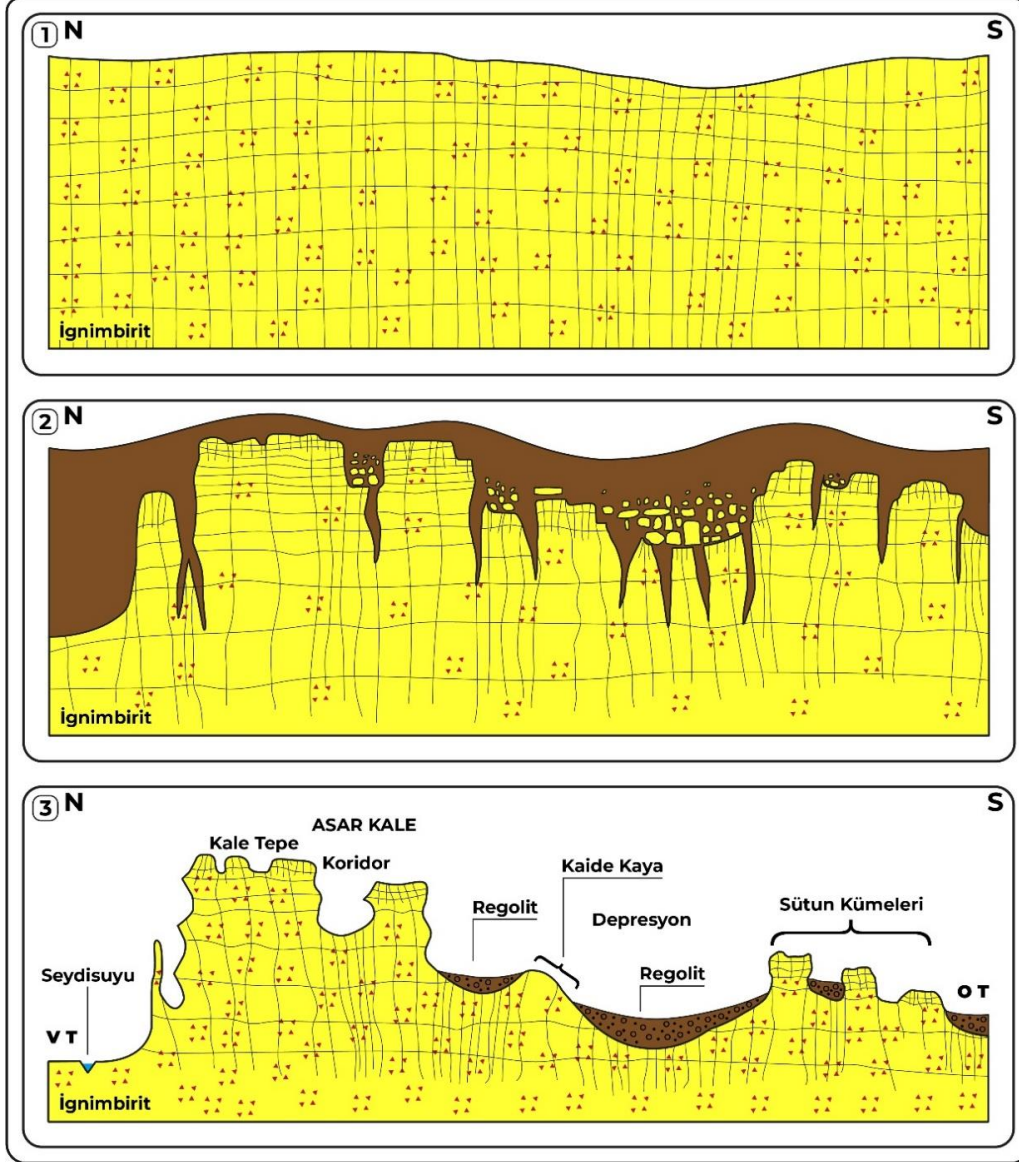 1 N S
İgnimbirit
2 N S
İgnimbirit
3 N S
ASAR KALE
Kale Tepe
Koridor
Kaide Kaya
Regolit
Depresyon
Sütun Kümeleri
Seydisuyu
Regolit
O T
V T
İgnimbirit